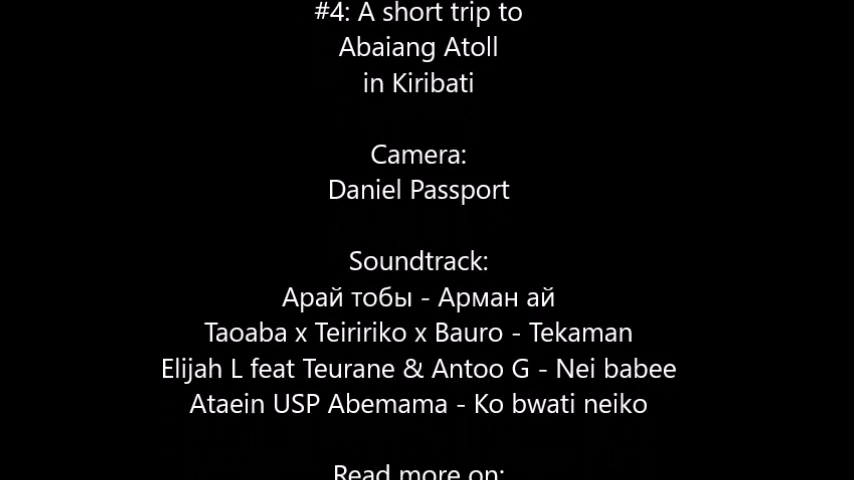 #4: A short trip to
Abaiang Atoll
in Kiribati
Camera:
Daniel Passport
Soundtrack:
Арай тобы - Арман ай
Taoaba x Teiririko x Bauro - Tekaman
Elijah L feat Teurane & Antoo G - Nei babee
Ataein USP Abemama - Ko bwati neiko
Read more on: